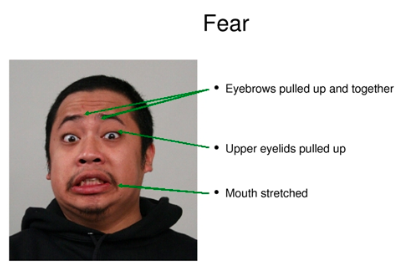 Fear
• Eyebrows pulled up and together
• Upper eyelids pulled up
• Mouth stretched